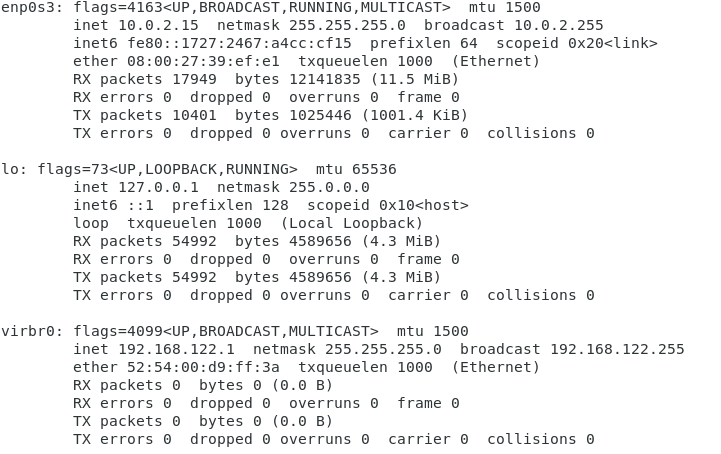 enp0s3: flags=4163<UP,BROADCAST,RUNNING,MULTICAST>  mtu 1500
        inet 10.0.2.15  netmask 255.255.255.0  broadcast 10.0.2.255
        inet6 fe80::1727:2467:a4cc:cf15  prefixlen 64  scopeid 0x20<link>
        ether 08:00:27:39:ef:e1  txqueuelen 1000  (Ethernet)
        RX packets 17949  bytes 12141835 (11.5 MiB)
        RX errors 0  dropped 0  overruns 0  frame 0
        TX packets 10401  bytes 1025446 (1001.4 KiB)
        TX errors 0  dropped 0 overruns 0  carrier 0  collisions 0

lo: flags=73<UP,LOOPBACK,RUNNING>  mtu 65536
        inet 127.0.0.1  netmask 255.0.0.0
        inet6 ::1  prefixlen 128  scopeid 0x10<host>
        loop  txqueuelen 1000  (Local Loopback)
        RX packets 54992  bytes 4589656 (4.3 MiB)
        RX errors 0  dropped 0  overruns 0  frame 0
        TX packets 54992  bytes 4589656 (4.3 MiB)
        TX errors 0  dropped 0 overruns 0  carrier 0  collisions 0

virbr0: flags=4099<UP,BROADCAST,MULTICAST>  mtu 1500
        inet 192.168.122.1  netmask 255.255.255.0  broadcast 192.168.122.255
        ether 52:54:00:d9:ff:3a  txqueuelen 1000  (Ethernet)
        RX packets 0  bytes 0 (0.0 B)
        RX errors 0  dropped 0  overruns 0  frame 0
        TX packets 0  bytes 0 (0.0 B)
        TX errors 0  dropped 0 overruns 0  carrier 0  collisions 0